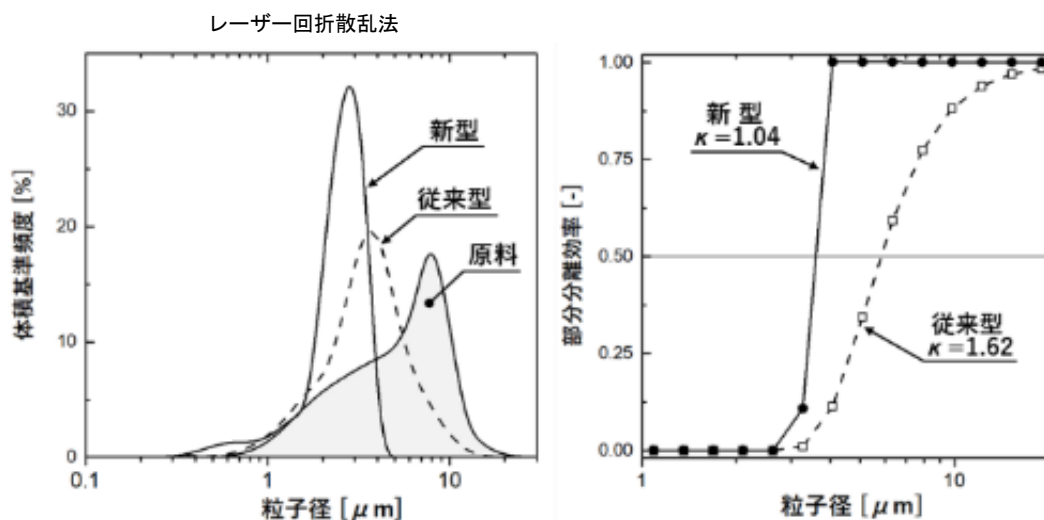 レーザー回折散乱法
体積基準頻度 [%]
30
20
10
0
新型
従来型
原料
0.1
1
10
粒子径 [μm]
部分分離効率 [-]
1.00
0.75
0.50
0.25
0.00
新型
κ=1.04
従来型
κ=1.62
1
10
粒子径 [μm]